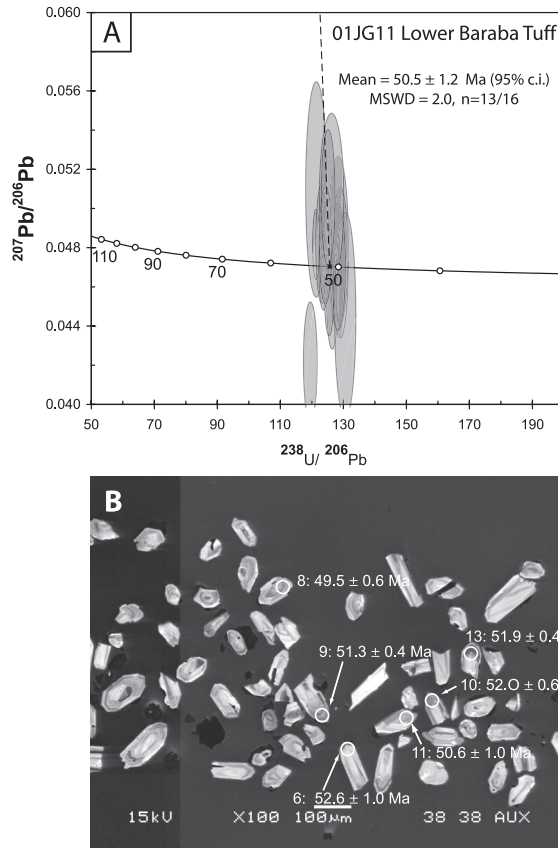 A
01JG11 Lower Baraba Tuff
Mean = 50.5 ± 1.2 Ma (95% c.i.)
MSWD = 2.0, n=13/16
0.060
0.056
0.052
0.048
0.044
0.040
207Pb/206Pb
110
90
70
50
50
70
90
110
130
150
170
190
238U/ 206Pb
B
8: 49.5 ± 0.6 Ma
9: 51.3 ± 0.4 Ma
13: 51.9 ± 0.4
10: 52.O ± 0.6
11: 50.6 ± 1.0 Ma
6: 52.6 ± 1.0 Ma
15kV X100 100µm 38 38 AUX